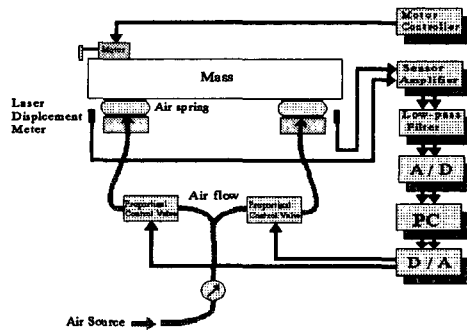 Motor
Controller
Motor
Mass
Sensor
Amplifier
Air spring
Laser
Displcement
Meter
Low-pass
Filter
A / D
Air flow
Proportional
Control Valve
Proportional
Control Valve
PC
D / A
Air Source